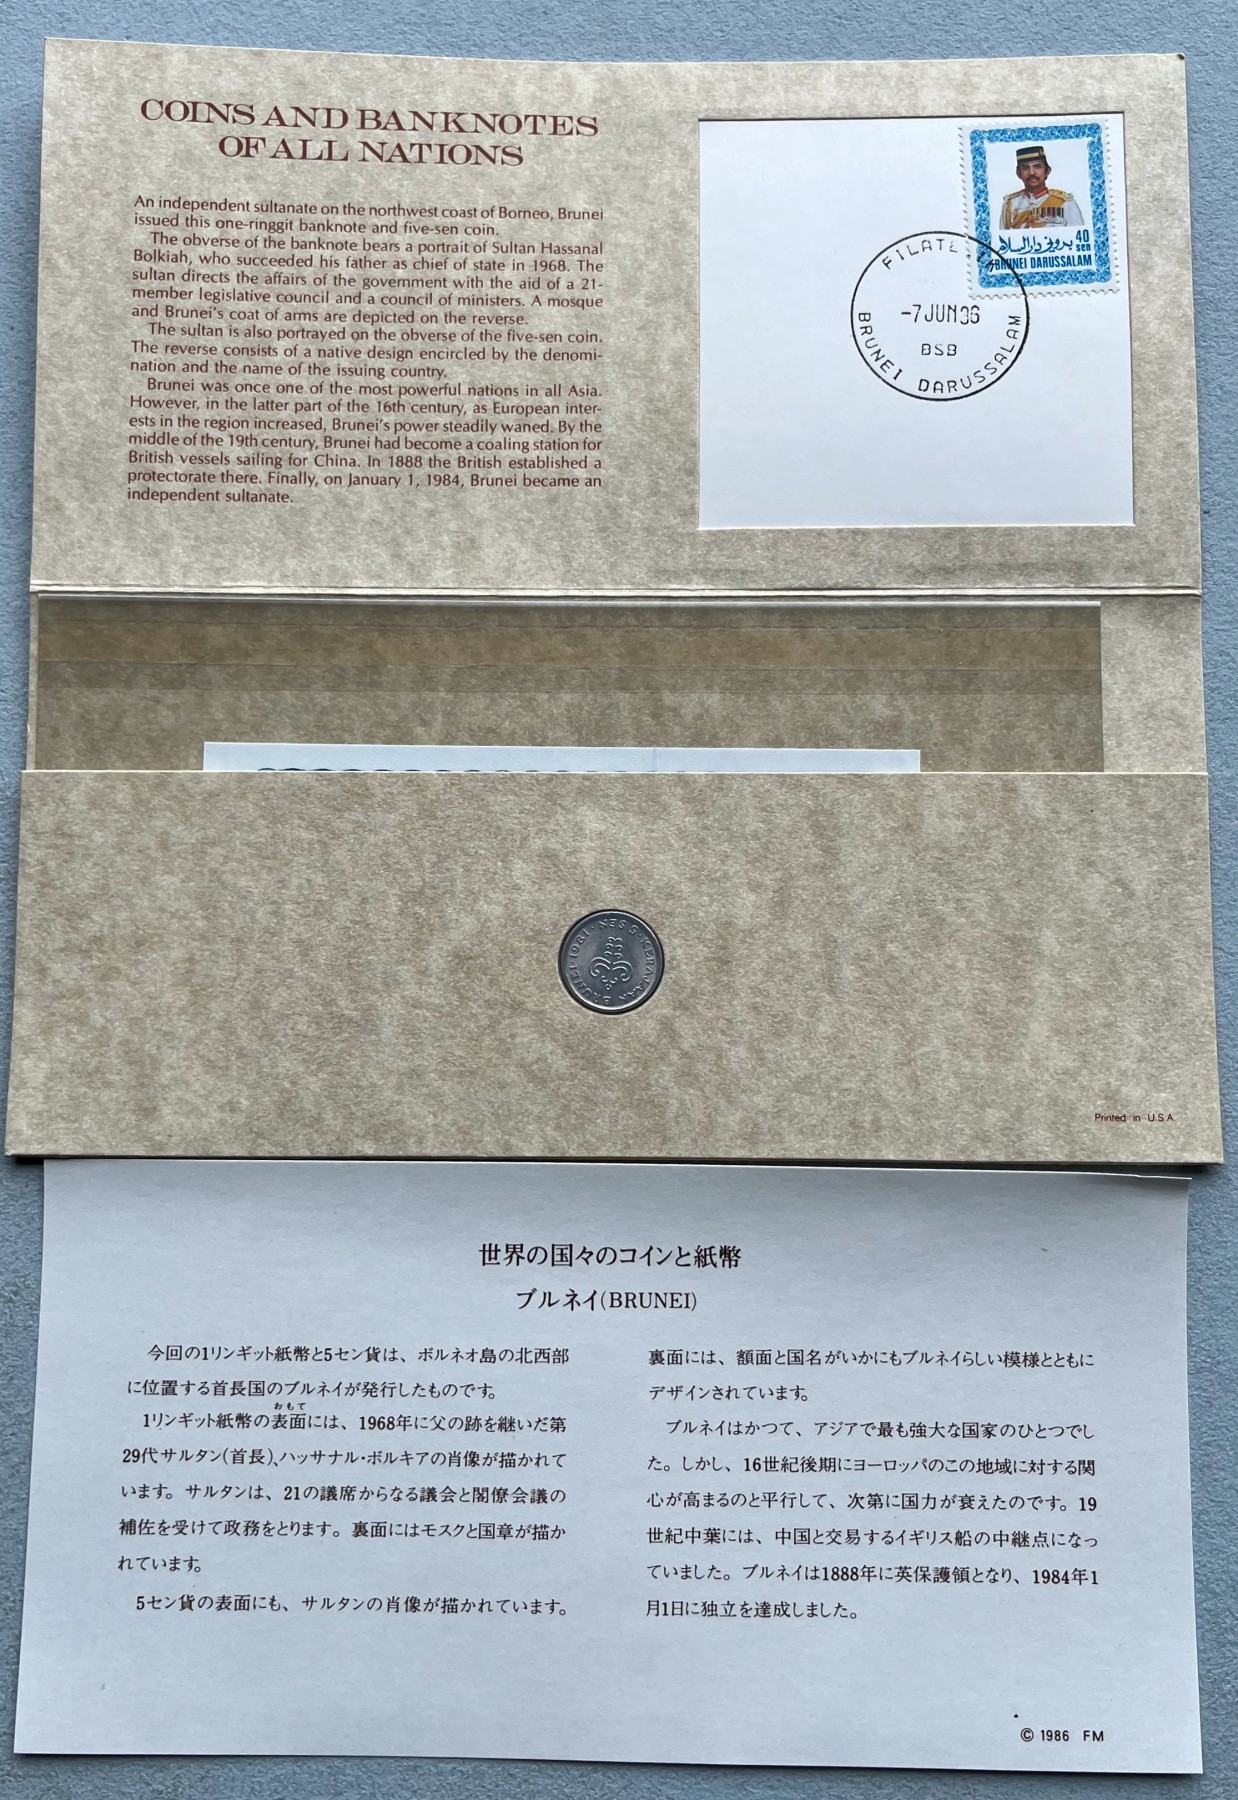 COINS AND BANKNOTES
OF ALL NATIONS
An independent sultanate on the northwest coast of Borneo, Brunei
issued this one-ringgit banknote and five-sen coin.
The obverse of the banknote bears a portrait of Sultan Hassanal
Bolkiah, who succeeded his father as chief of state in 1968. The
sultan directs the affairs of the government with the aid of a 21-
member legislative council and a council of ministers. A mosque
and Brunei's coat of arms are depicted on the reverse.
The sultan is also portrayed on the obverse of the five-sen coin.
The reverse consists of a native design encircled by the denomi-
nation and the name of the issuing country.
Brunei was once one of the most powerful nations in all Asia.
However, in the latter part of the 16th century, as European inter-
ests in the region increased, Brunei's power steadily waned. By the
middle of the 19th century, Brunei had become a coaling station for
British vessels sailing for China. In 1888 the British established a
protectorate there. Finally, on January 1, 1984, Brunei became an
independent sultanate.
بروني دارالسلام
40
sen
BRUNEI DARUSSALAM
-7 JUN 86
BSB
BRUNEI DARUSSALAM
KERAJAAN BRUNEI · 1981 ·
Printed in U.S.A.
世界の国々のコインと紙幣
ブルネイ(BRUNEI)
今回の1リンギット紙幣と5セン貨は、ボルネオ島の北西部
に位置する首長国のブルネイが発行したものです。
おもて
1リンギット紙幣の表面には、1968年に父の跡を継いだ第
29代サルタン(首長)、ハッサナル・ボルキアの肖像が描かれて
います。サルタンは、21の議席からなる議会と閣僚会議の
補佐を受けて政務をとります。裏面にはモスクと国章が描か
れています。
5セン貨の表面にも、サルタンの肖像が描かれています。
裏面には、額面と国名がいかにもブルネイらしい模様とともに
デザインされています。
ブルネイはかつて、アジアで最も強大な国家のひとつでし
た。しかし、16世紀後期にヨーロッパのこの地域に対する関
心が高まるのと平行して、次第に国力が衰えたのです。19
世紀中葉には、中国と交易するイギリス船の中継点になっ
ていました。ブルネイは1888年に英保護領となり、1984年1
月1日に独立を達成しました。
© 1986 FM